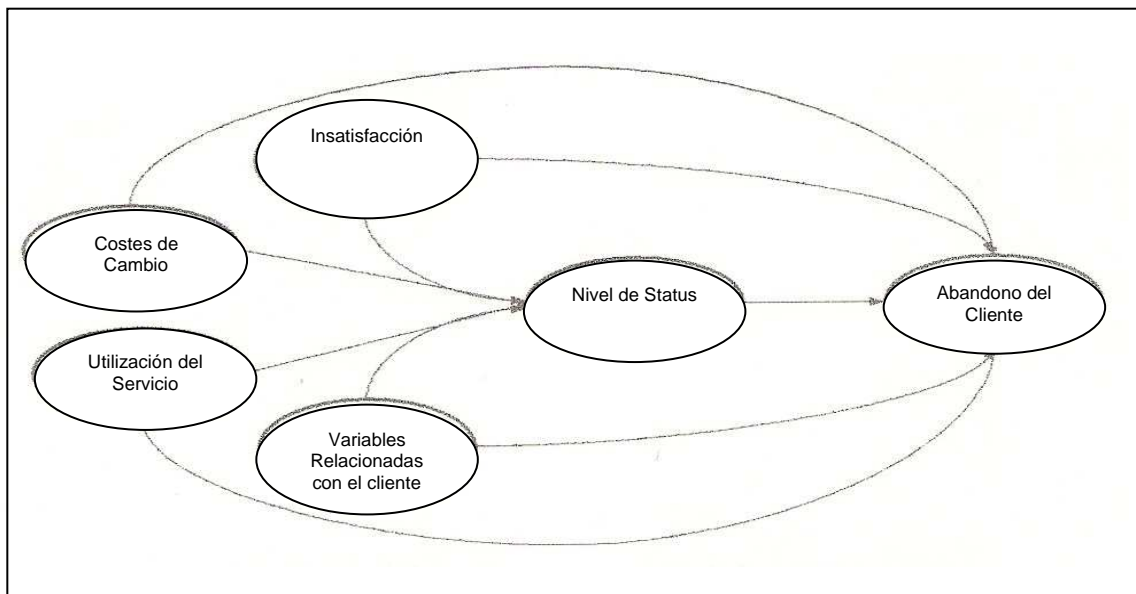 Insatisfacción
Costes de
Cambio
Nivel de Status
Abandono del
Cliente
Utilización del
Servicio
Variables
Relacionadas
con el cliente